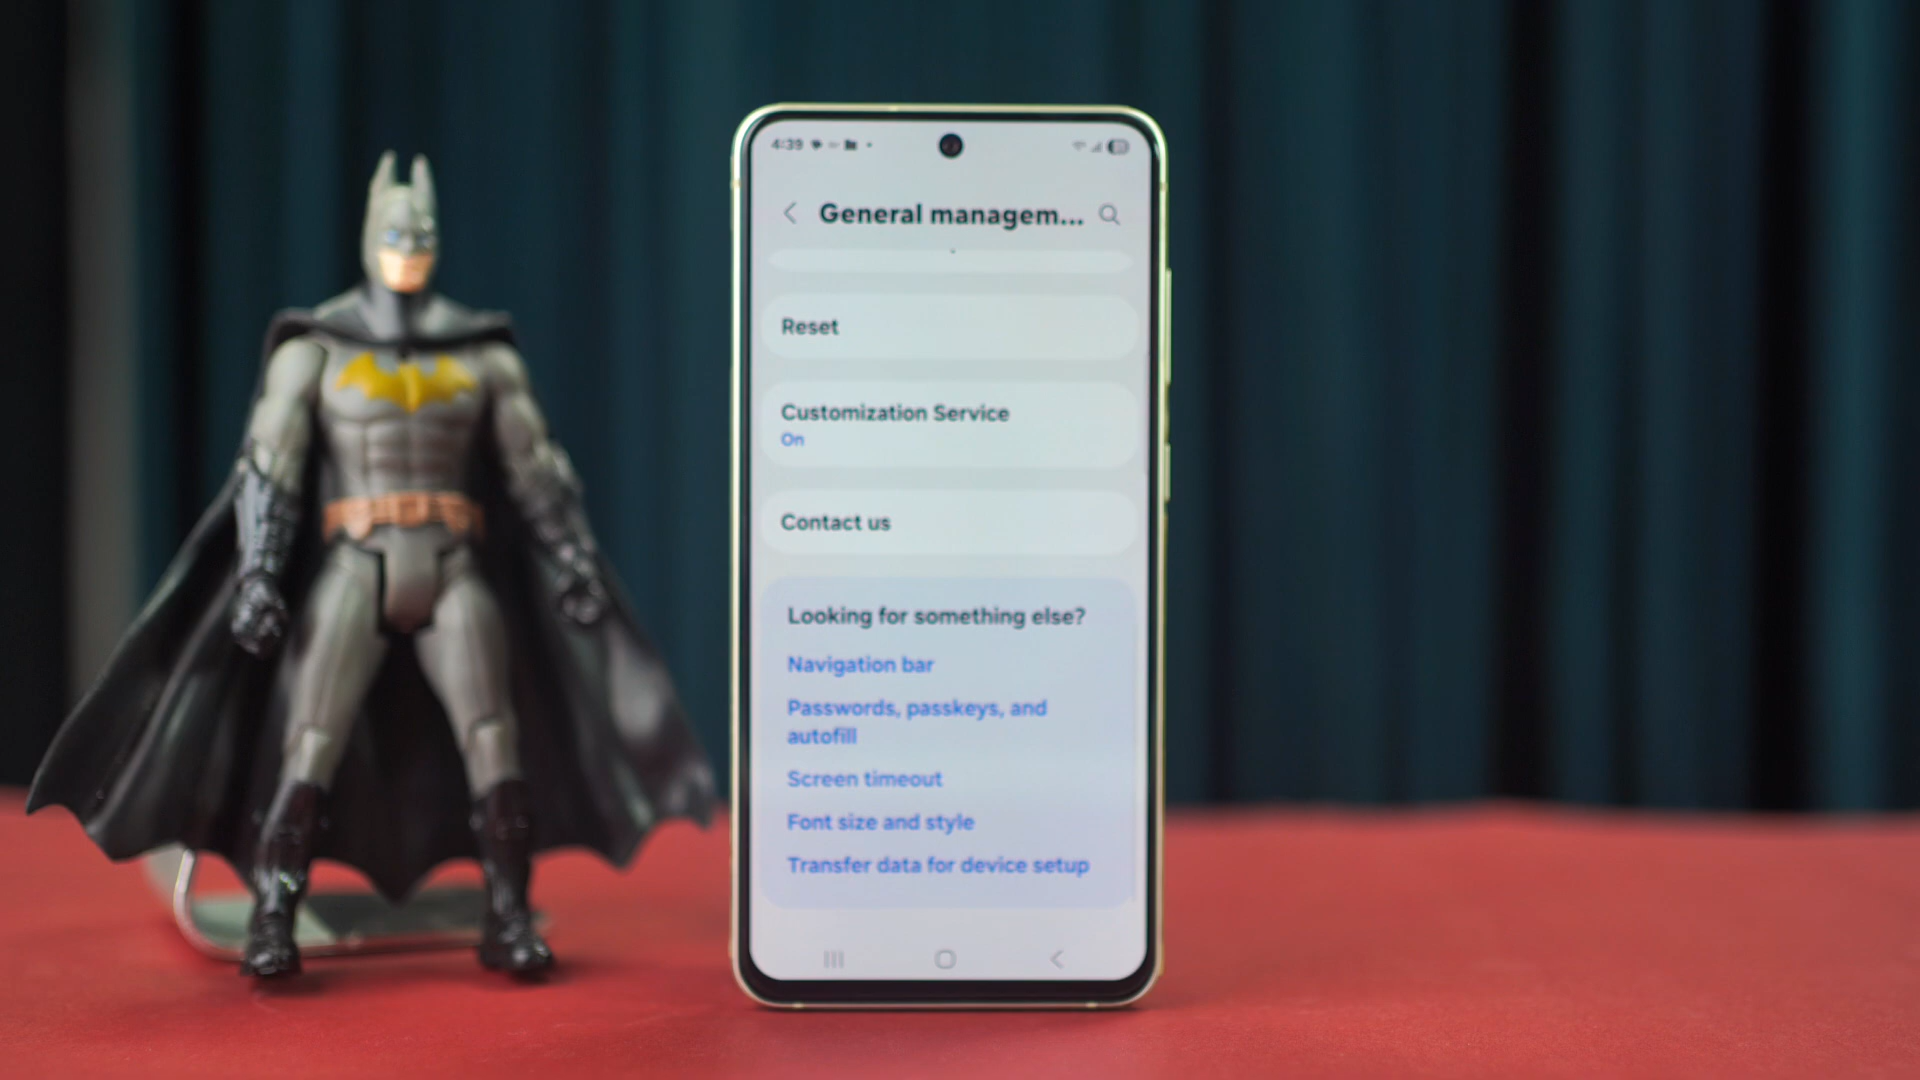 4:39
General managem...
Reset
Customization Service
On
Contact us
Looking for something else?
Navigation bar
Passwords, passkeys, and
autofill
Screen timeout
Font size and style
Transfer data for device setup